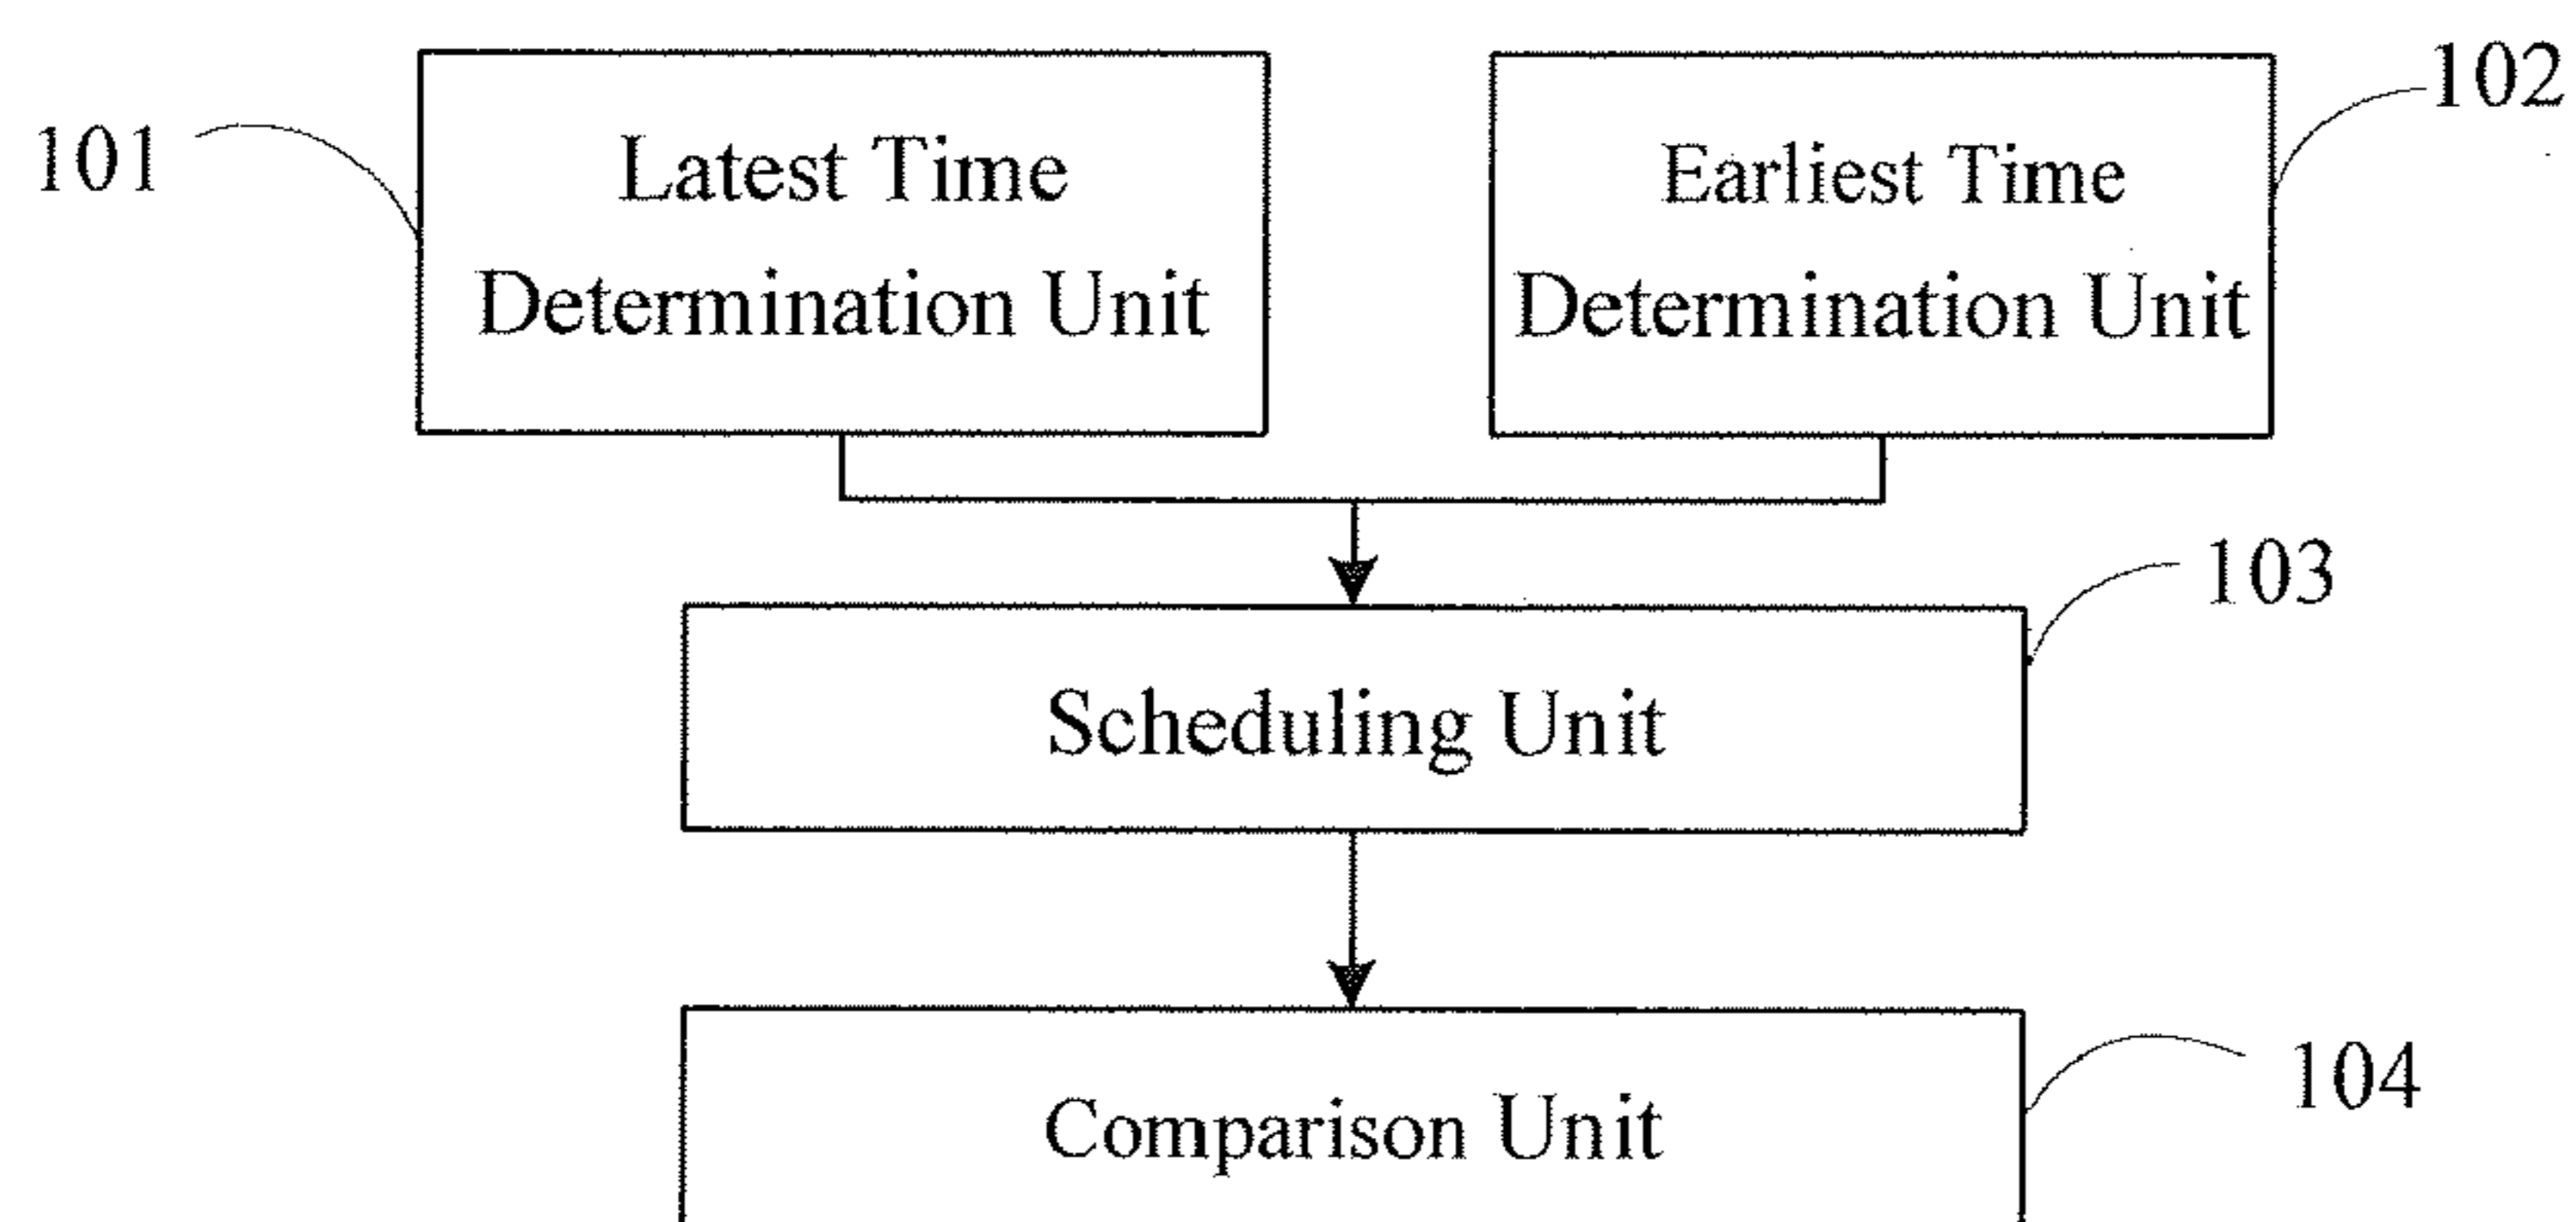 101
Latest Time
Determination Unit
Earliest Time
Determination Unit
102
103
Scheduling Unit
104
Comparison Unit